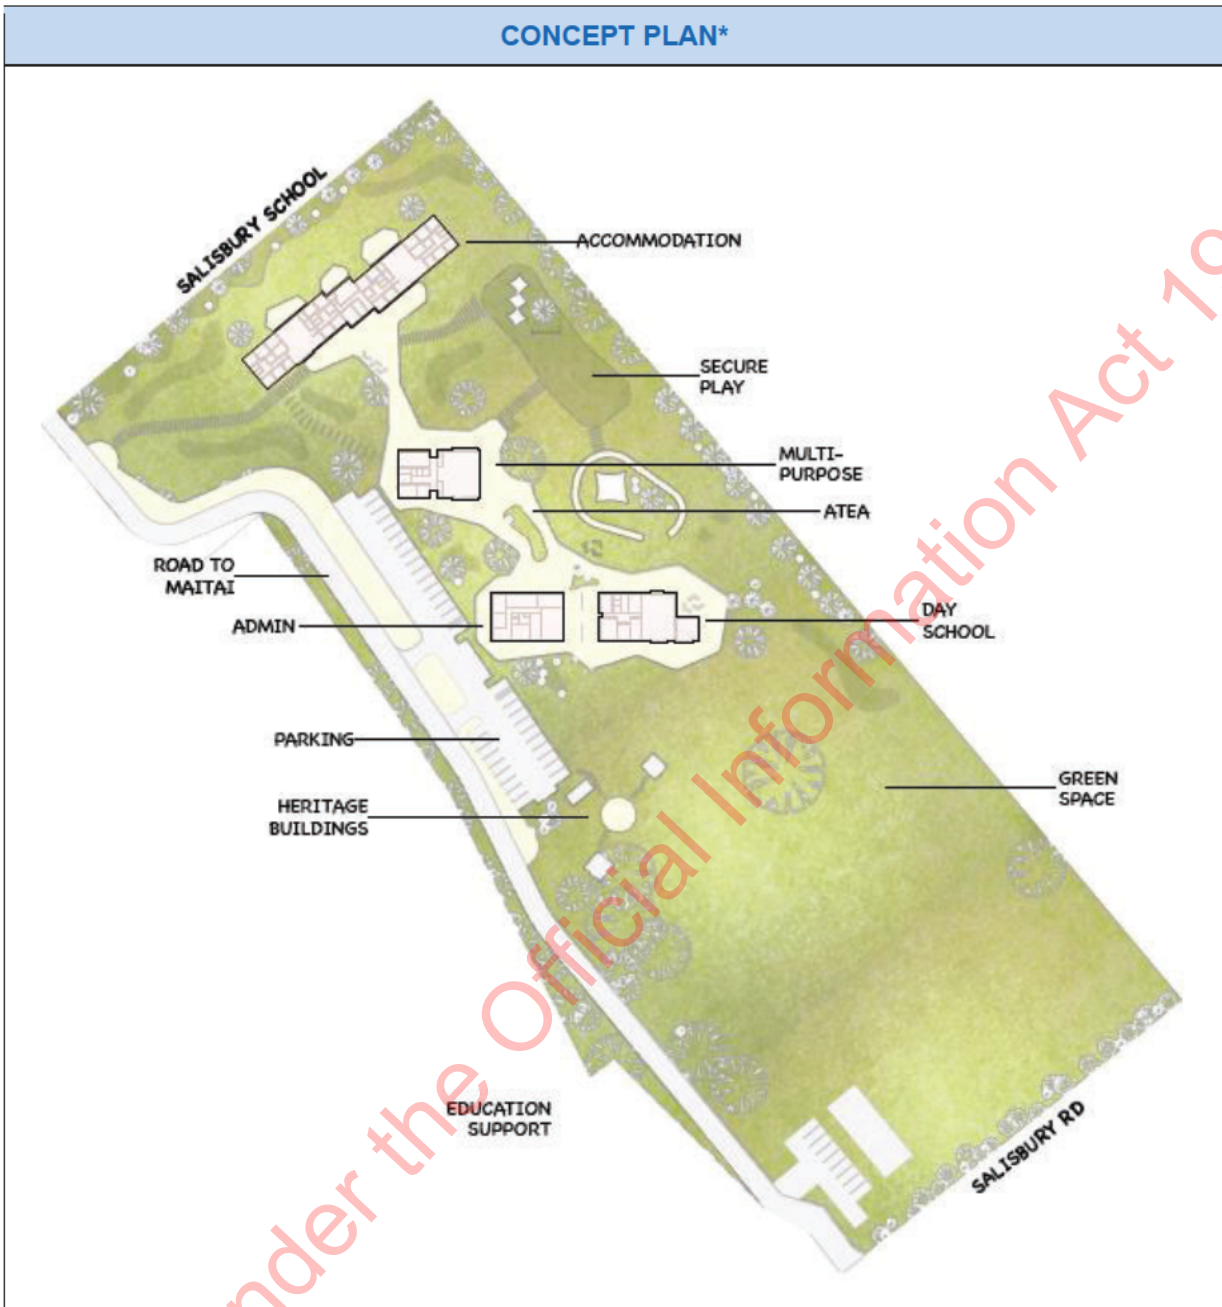 CONCEPT PLAN*
SALISBURY SCHOOL
ACCOMMODATION
SECURE
PLAY
MULTI-
PURPOSE
ATEA
ROAD TO
MAITAI
ADMIN
DAY
SCHOOL
PARKING
HERITAGE
BUILDINGS
GREEN
SPACE
EDUCATION
SUPPORT
SALISBURY RD
nder the Official Information Act 19